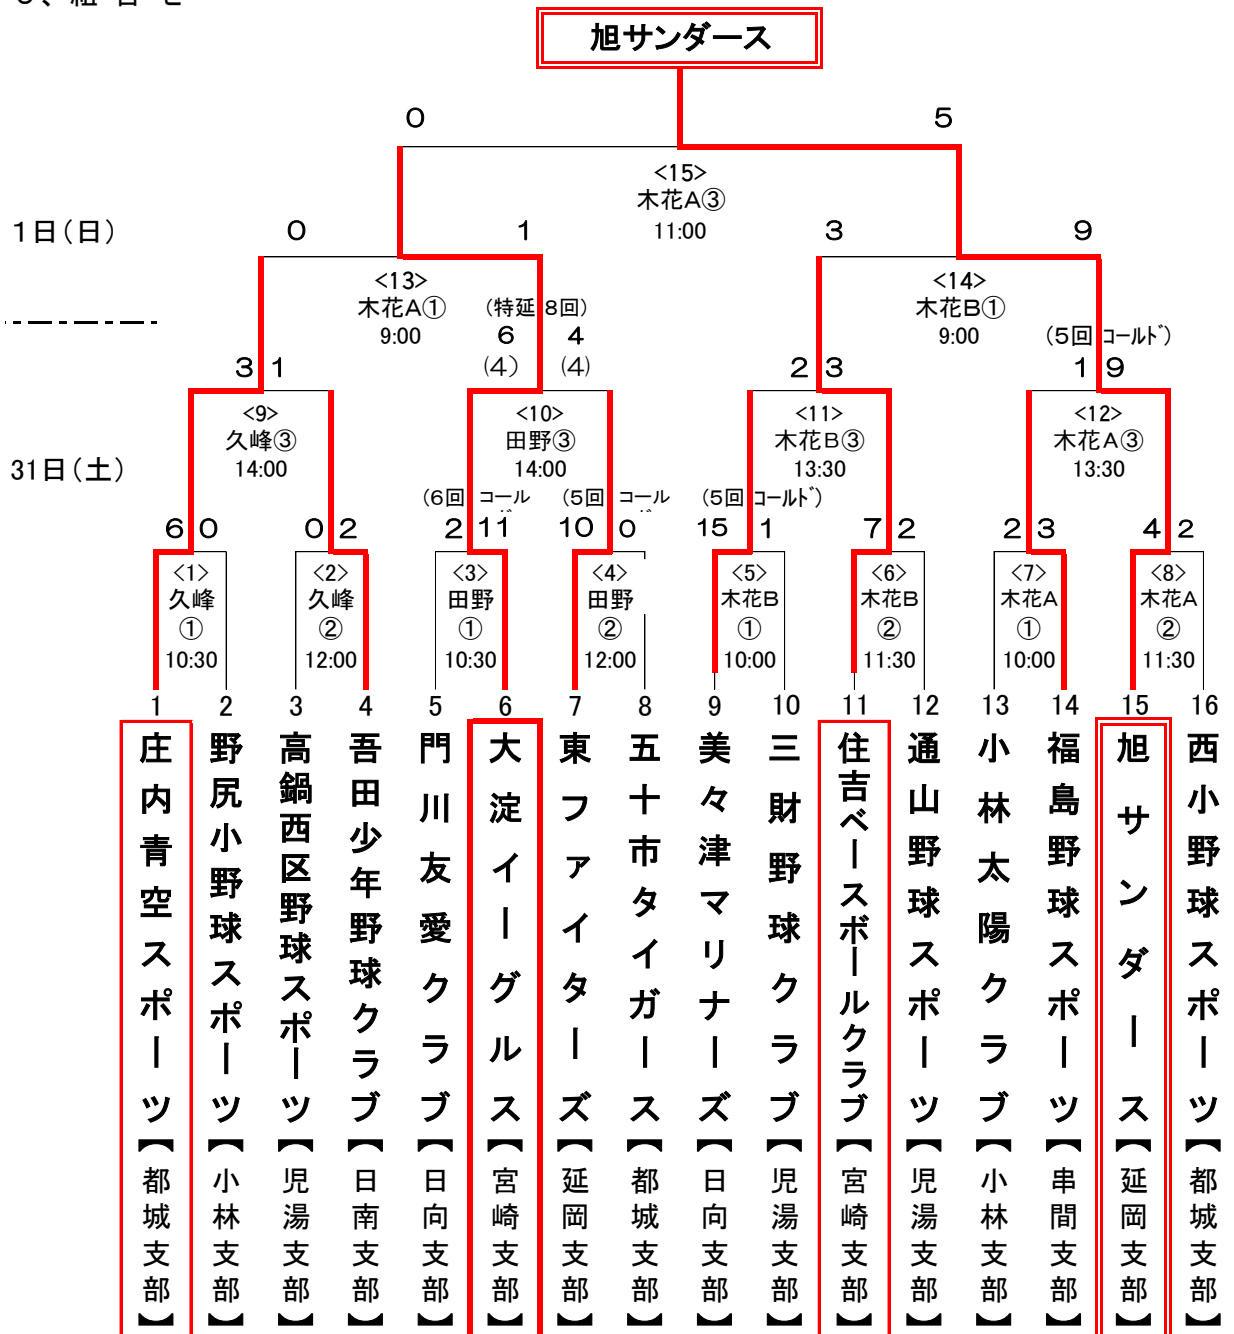 旭サンダース
0 5
<15>
木花A③
11:00
1日(日)
0 1 3 9
<13>
木花A①
9:00
<14>
木花B①
9:00
(特延 8回)
6 4
(4) (4)
(5回 コールド)
3 1
2 3
1 9
<9>
久峰③
14:00
<10>
田野③
14:00
<11>
木花B③
13:30
<12>
木花A③
13:30
31日(土)
(6回 コール
(5回 コール
(5回 コールド)
6 0 0 2 2 11 10 0 15 1 7 2 2 3 4 2
<1>
久峰
①
10:30
<2>
久峰
②
12:00
<3>
田野
①
10:30
<4>
田野
②
12:00
<5>
木花B
①
10:00
<6>
木花B
②
11:30
<7>
木花A
①
10:00
<8>
木花A
②
11:30
1 2 3 4 5 6 7 8 9 10 11 12 13 14 15 16
庄内青空スポーツ【都城支部】
野尻小野球スポーツ【小林支部】
高鍋西区野球スポーツ【児湯支部】
吾田少年野球クラブ【日南支部】
門川友愛クラブ【日向支部】
大淀イーグルス【宮崎支部】
東ファイターズ【延岡支部】
五十市タイガース【都城支部】
美々津マリナーズ【日向支部】
三財野球クラブ【児湯支部】
住吉ベースボールクラブ【宮崎支部】
通山野球スポーツ【児湯支部】
小林太陽クラブ【小林支部】
福島野球スポーツ【串間支部】
旭サンダース【延岡支部】
西小野球スポーツ【都城支部】